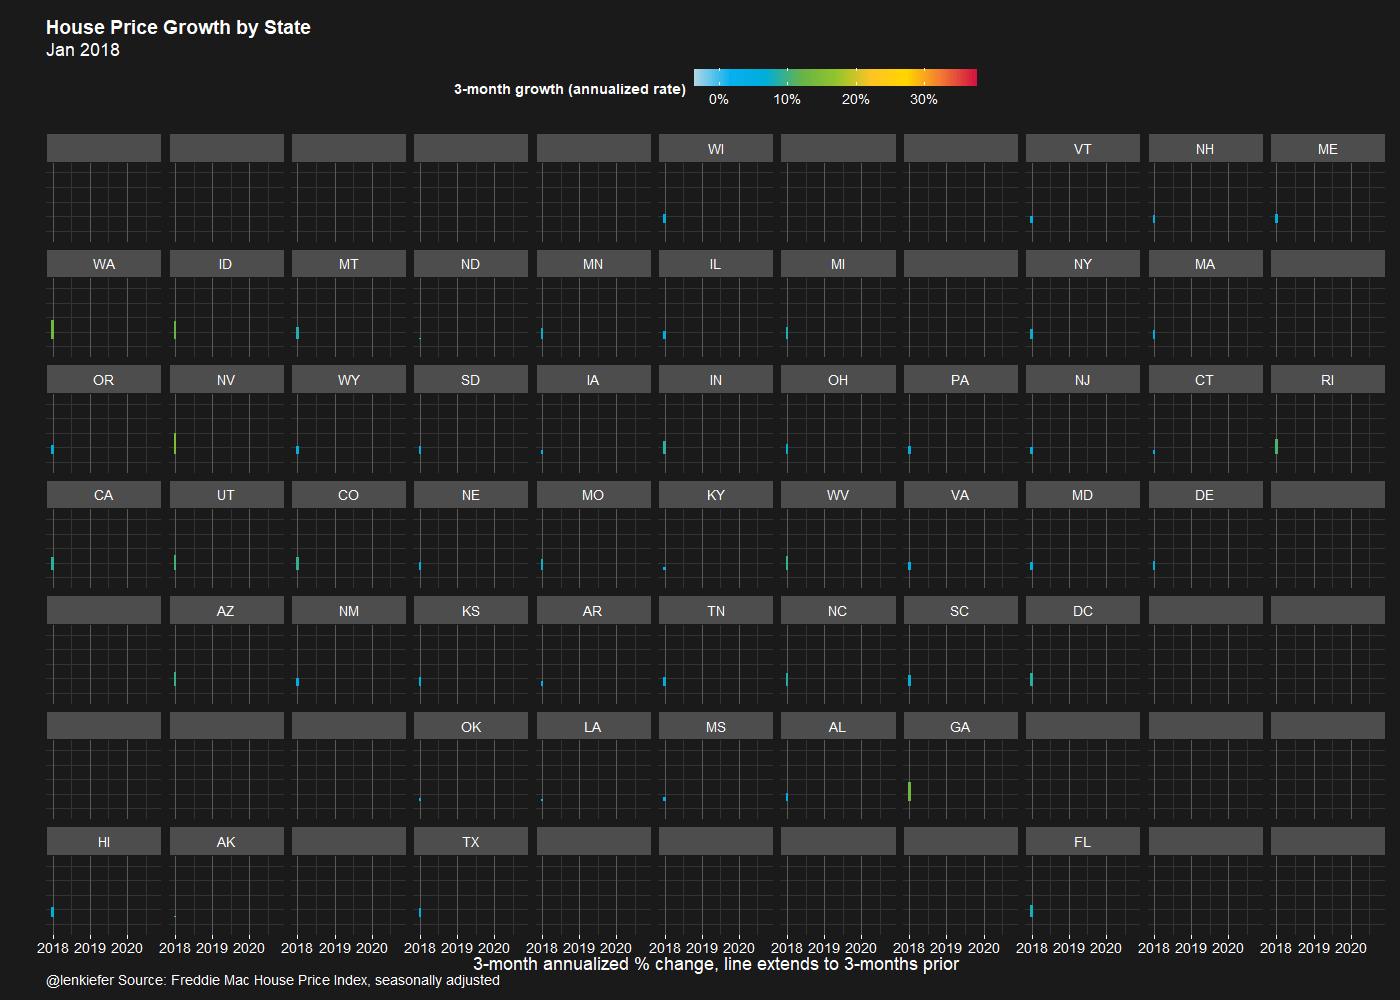 House Price Growth by State
Jan 2018
3-month growth (annualized rate)
0% 10% 20% 30%
WI VT NH ME
WA ID MT ND MN IL MI NY MA
OR NV WY SD IA IN OH PA NJ CT RI
CA UT CO NE MO KY WV VA MD DE
AZ NM KS AR TN NC SC DC
OK LA MS AL GA
HI AK TX FL
2018 2019 2020 2018 2019 2020 2018 2019 2020 2018 2019 2020 2018 2019 2020 2018 2019 2020 2018 2019 2020 2018 2019 2020 2018 2019 2020 2018 2019 2020 2018 2019 2020
3-month annualized % change, line extends to 3-months prior
@lenkiefer Source: Freddie Mac House Price Index, seasonally adjusted